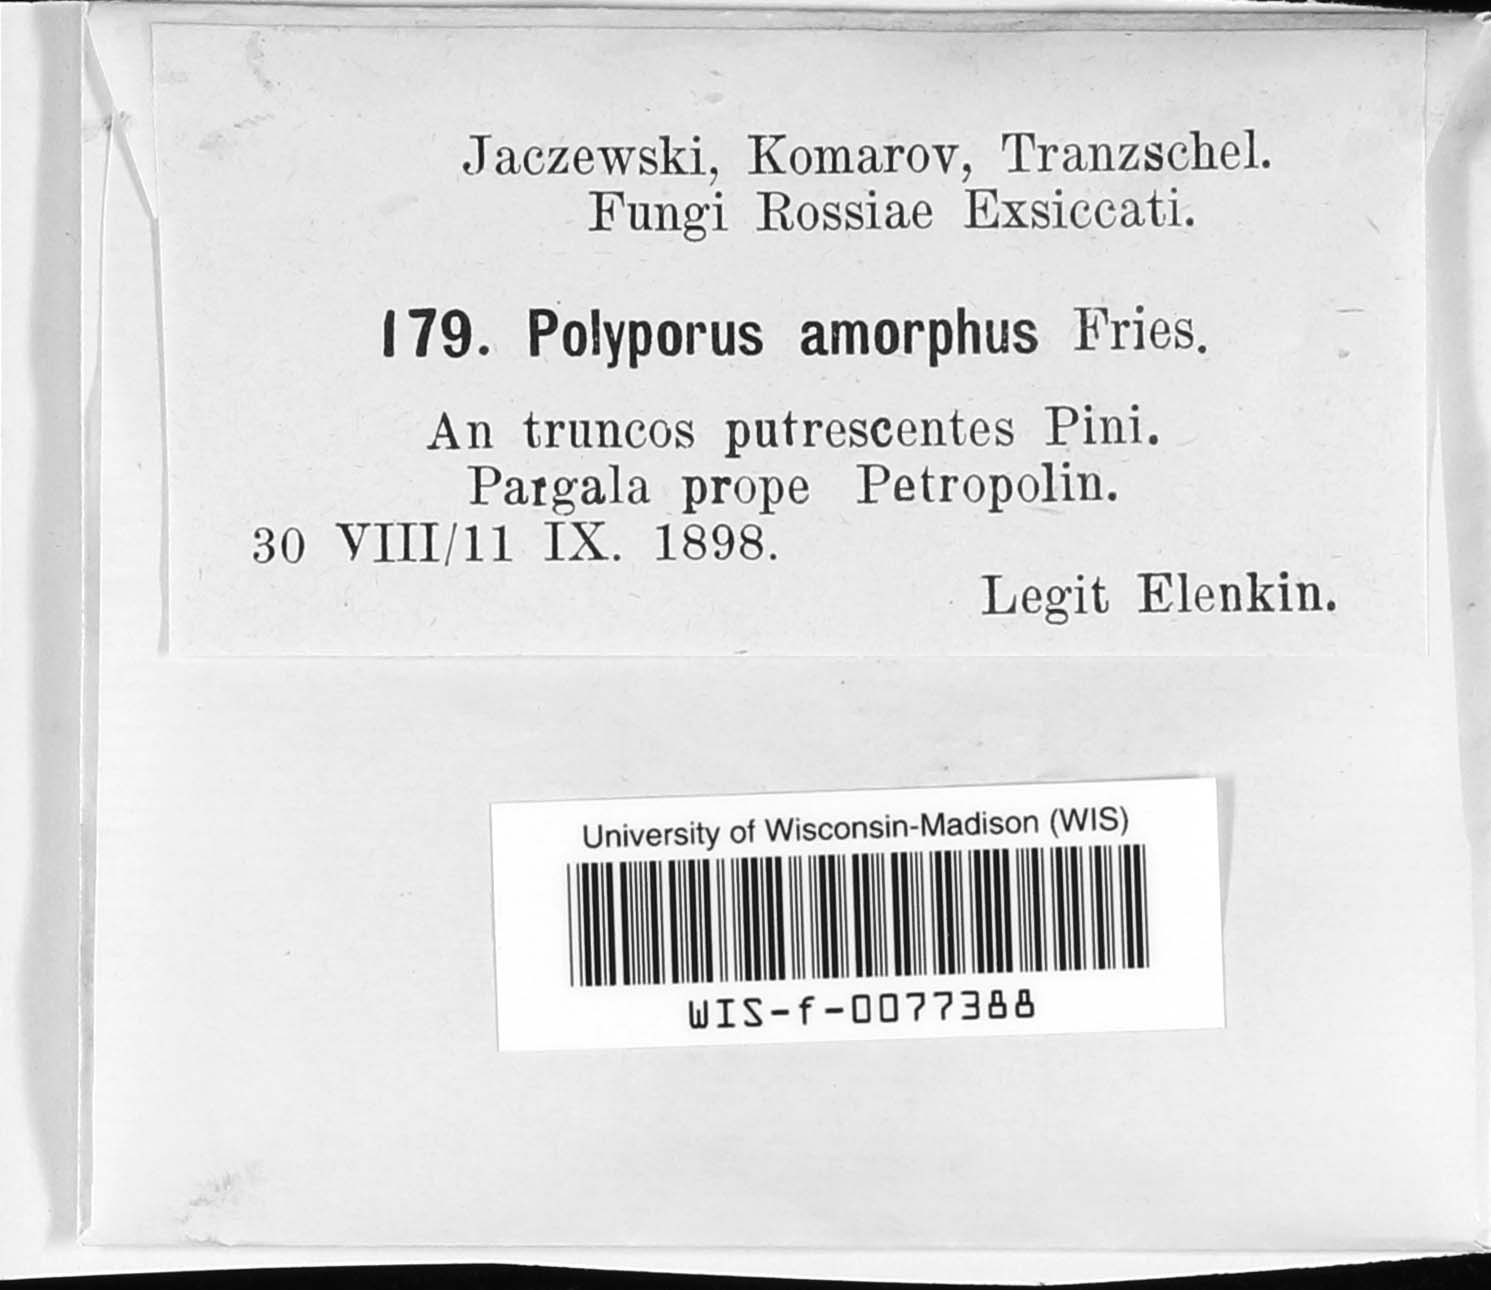 Jaczewski, Komarov, Tranzschel.
Fungi Rossiae Exsiccati.
179. Polyporus amorphus Fries.
An truncos putrescentes Pini.
Pargala prope Petropolin.
30 VIII/11 IX. 1898.
Legit Elenkin.
University of Wisconsin-Madison (WIS)
WIS-f-0077388